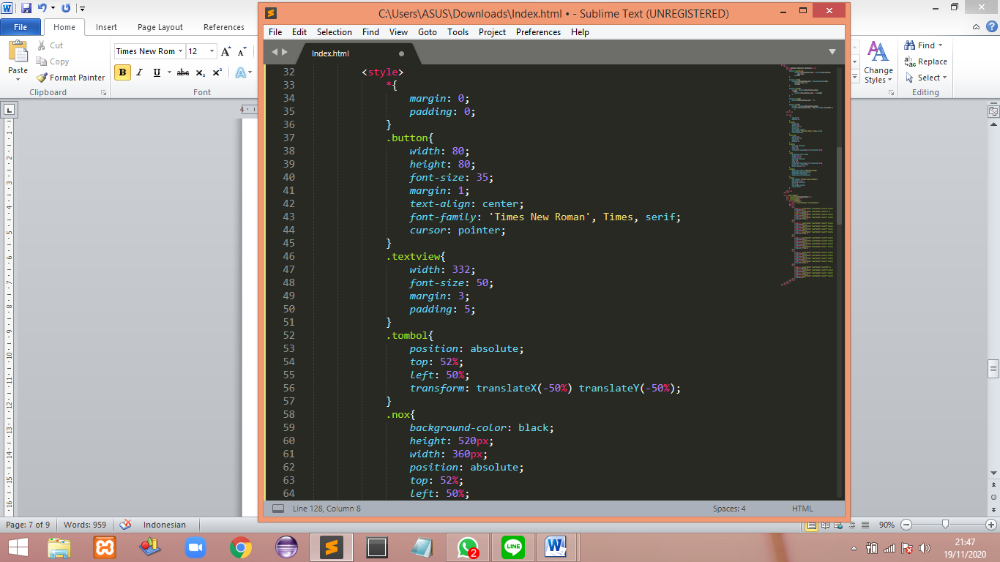 C:\Users\ASUS\Downloads\Index.html • - Sublime Text (UNREGISTERED)
File Home Insert Page Layout References
Paste
Cut
Copy
Format Painter
Clipboard
Times New Rom 12
B I U abc x₂ x²
Font
Change Styles
Find
Replace
Select
Editing
File Edit Selection Find View Goto Tools Project Preferences Help
Index.html
32 <style>
33 *{
34 margin: 0;
35 padding: 0;
36 }
37 .button{
38 width: 80;
39 height: 80;
40 font-size: 35;
41 margin: 1;
42 text-align: center;
43 font-family: 'Times New Roman', Times, serif;
44 cursor: pointer;
45 }
46 .textview{
47 width: 332;
48 font-size: 50;
49 margin: 3;
50 padding: 5;
51 }
52 .tombol{
53 position: absolute;
54 top: 52%;
55 left: 50%;
56 transform: translateX(-50%) translateY(-50%);
57 }
58 .nox{
59 background-color: black;
60 height: 520px;
61 width: 360px;
62 position: absolute;
63 top: 52%;
64 left: 50%;
Line 128, Column 8 Spaces: 4 HTML
Page: 7 of 9 Words: 959 Indonesian 90%
2
LINE
21:47
19/11/2020